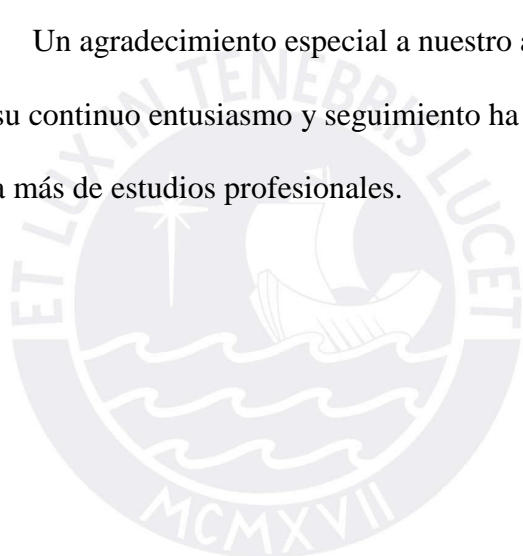 Un agradecimiento especial a nuestro a
su continuo entusiasmo y seguimiento ha
a más de estudios profesionales.
ET LUX IN TENEBRIS LUCET
MCMXVII